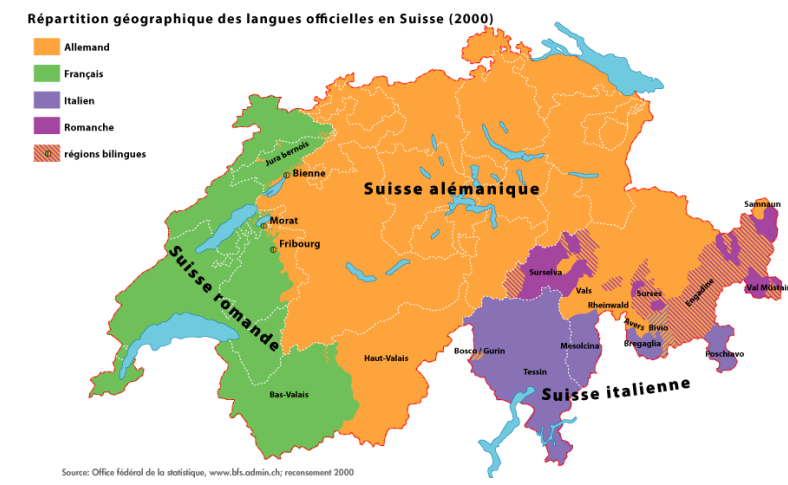 Répartition géographique des langues officielles en Suisse (2000)
Allemand
Français
Italien
Romanche
régions bilingues
Jura bernois
Bienne
Suisse alémanique
Morat
Fribourg
Suisse romande
Samnaun
Surselva
Engadine
Val Müstair
Vals
Surses
Rheinwald
Avers
Bivio
Bregaglia
Poschiavo
Bosco / Gurin
Mesolcina
Haut-Valais
Tessin
Suisse italienne
Bas-Valais
Source: Office fédéral de la statistique, www.bfs.admin.ch; recensement 2000